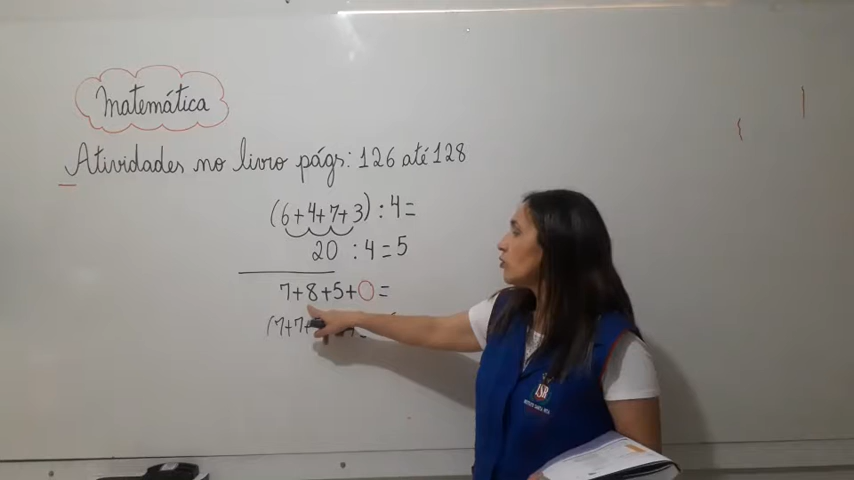 Matemática
Atividades no livro págs: 126 até 128
(6+4+7+3) : 4 =
20 : 4 = 5
7+8+5+0=
(7+7+